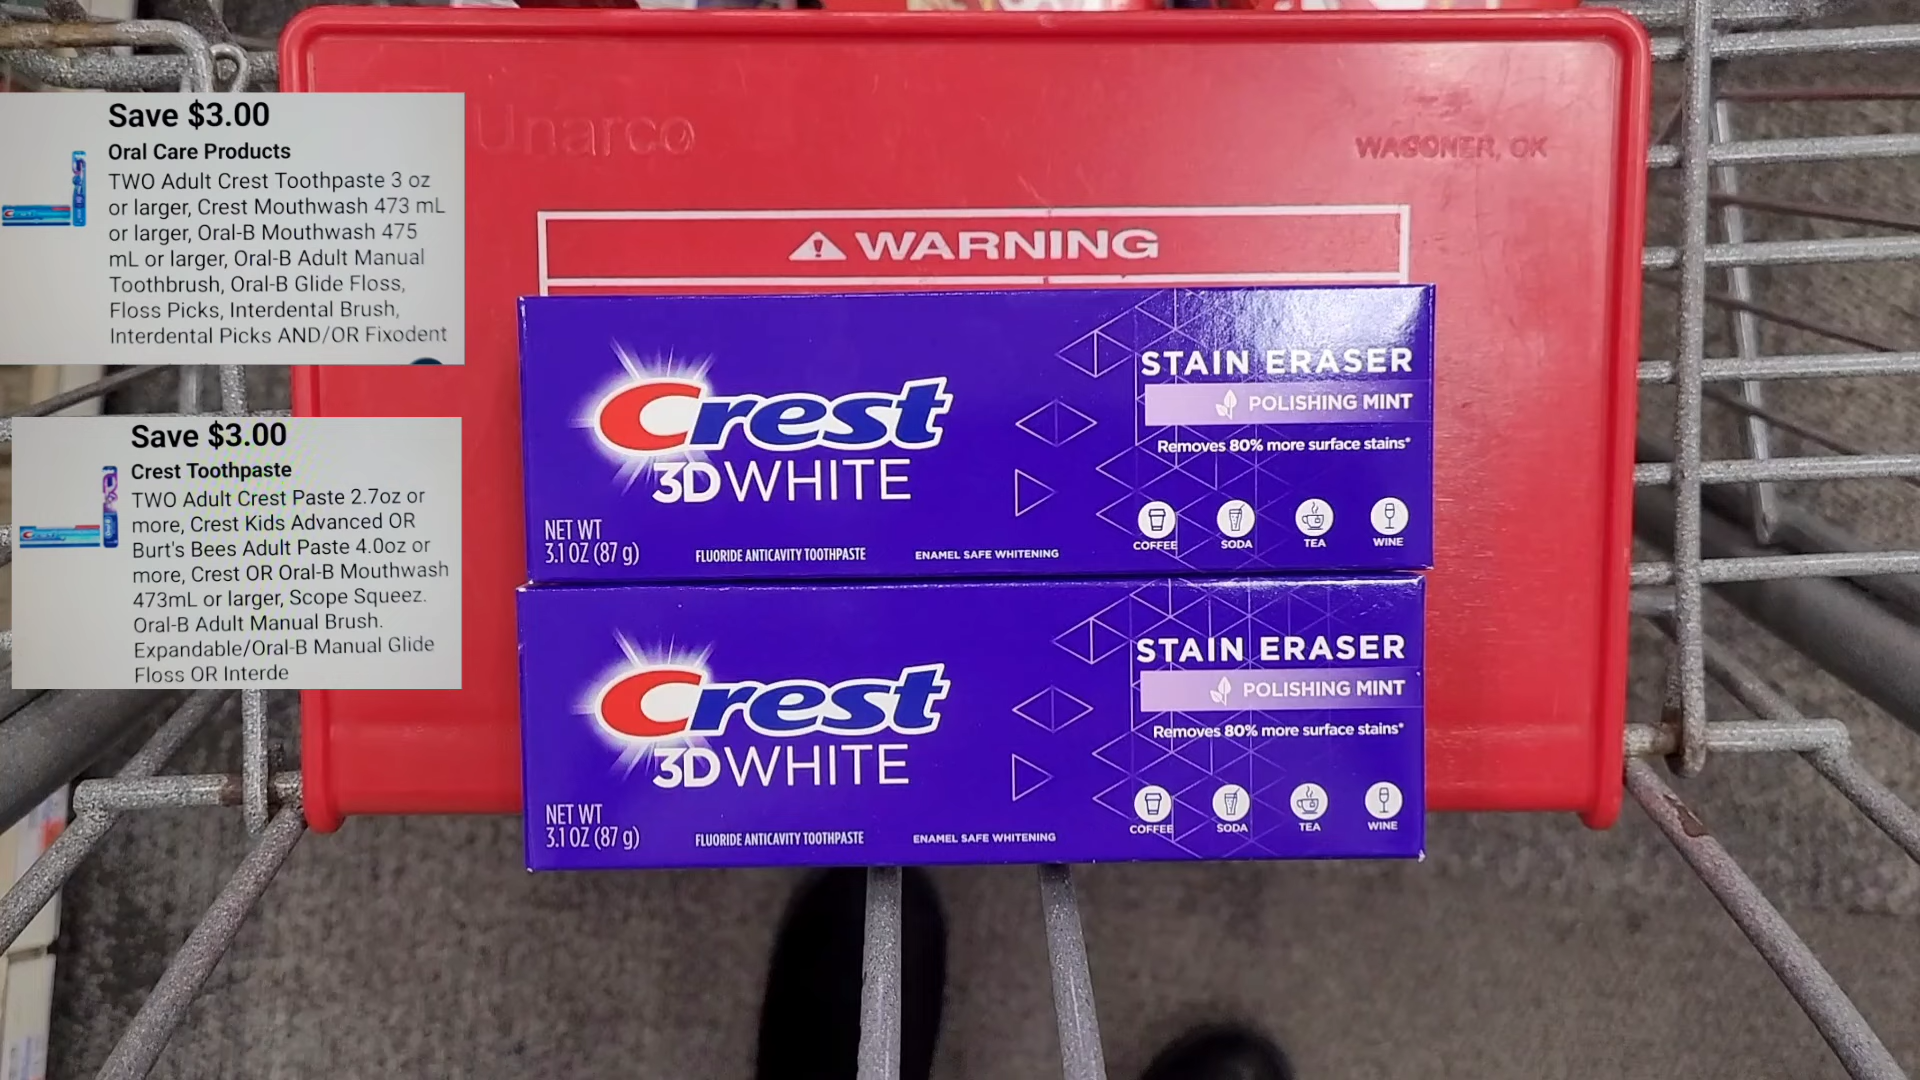 Save $3.00
Oral Care Products
TWO Adult Crest Toothpaste 3 oz
or larger, Crest Mouthwash 473 mL
or larger, Oral-B Mouthwash 475
mL or larger, Oral-B Adult Manual
Toothbrush, Oral-B Glide Floss,
Floss Picks, Interdental Brush,
Interdental Picks AND/OR Fixodent
Save $3.00
Crest Toothpaste
TWO Adult Crest Paste 2.7oz or
more, Crest Kids Advanced OR
Burt's Bees Adult Paste 4.0oz or
more, Crest OR Oral-B Mouthwash
473mL or larger, Scope Squeez.
Oral-B Adult Manual Brush.
Expandable/Oral-B Manual Glide
Floss OR Interde
Unarco
WAGONER, OK
WARNING
Crest
3D WHITE
STAIN ERASER
POLISHING MINT
Removes 80% more surface stains*
COFFEE
SODA
TEA
WINE
NET WT
3.1 OZ (87 g)
FLUORIDE ANTICAVITY TOOTHPASTE
ENAMEL SAFE WHITENING
Crest
3D WHITE
STAIN ERASER
POLISHING MINT
Removes 80% more surface stains*
COFFEE
SODA
TEA
WINE
NET WT
3.1 OZ (87 g)
FLUORIDE ANTICAVITY TOOTHPASTE
ENAMEL SAFE WHITENING